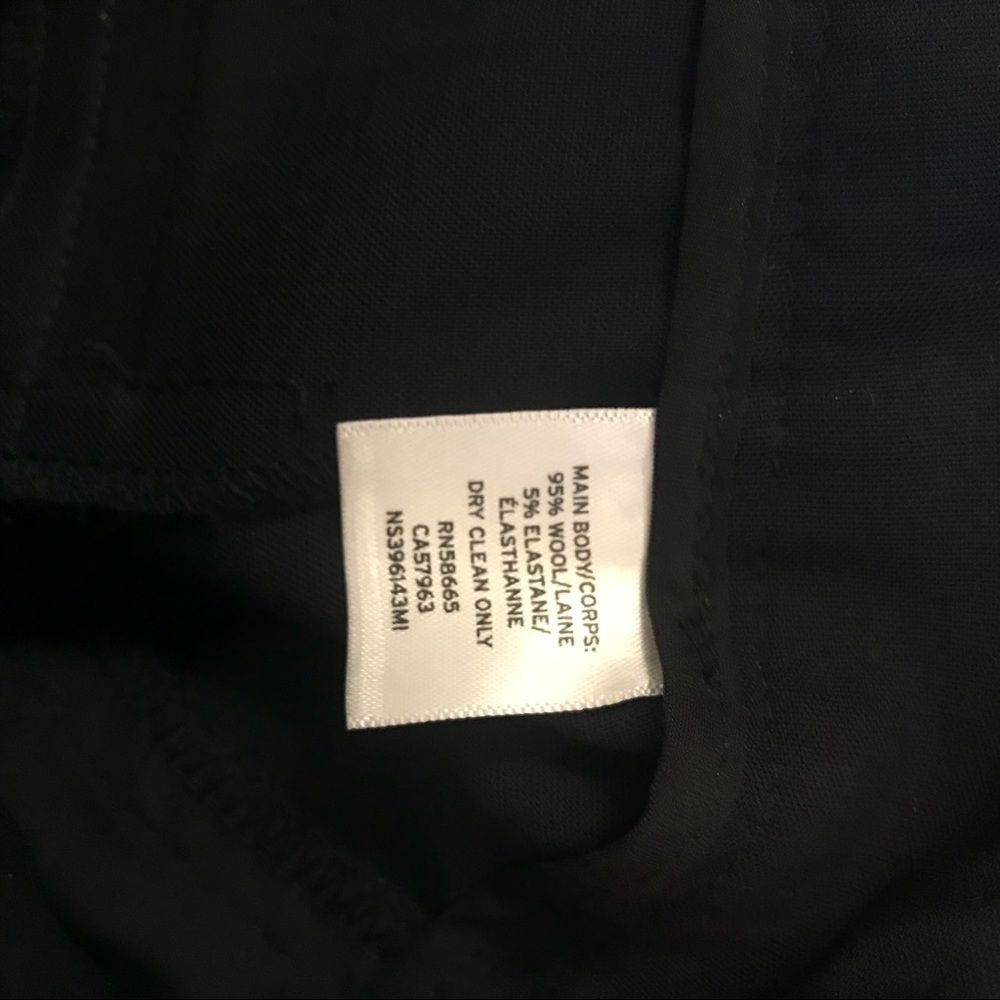 MAIN BODY/CORPS:
95% WOOL/LAINE
5% ELASTANE/
ÉLASTHANNE
DRY CLEAN ONLY
RN58665
CA57963
NS396143MI